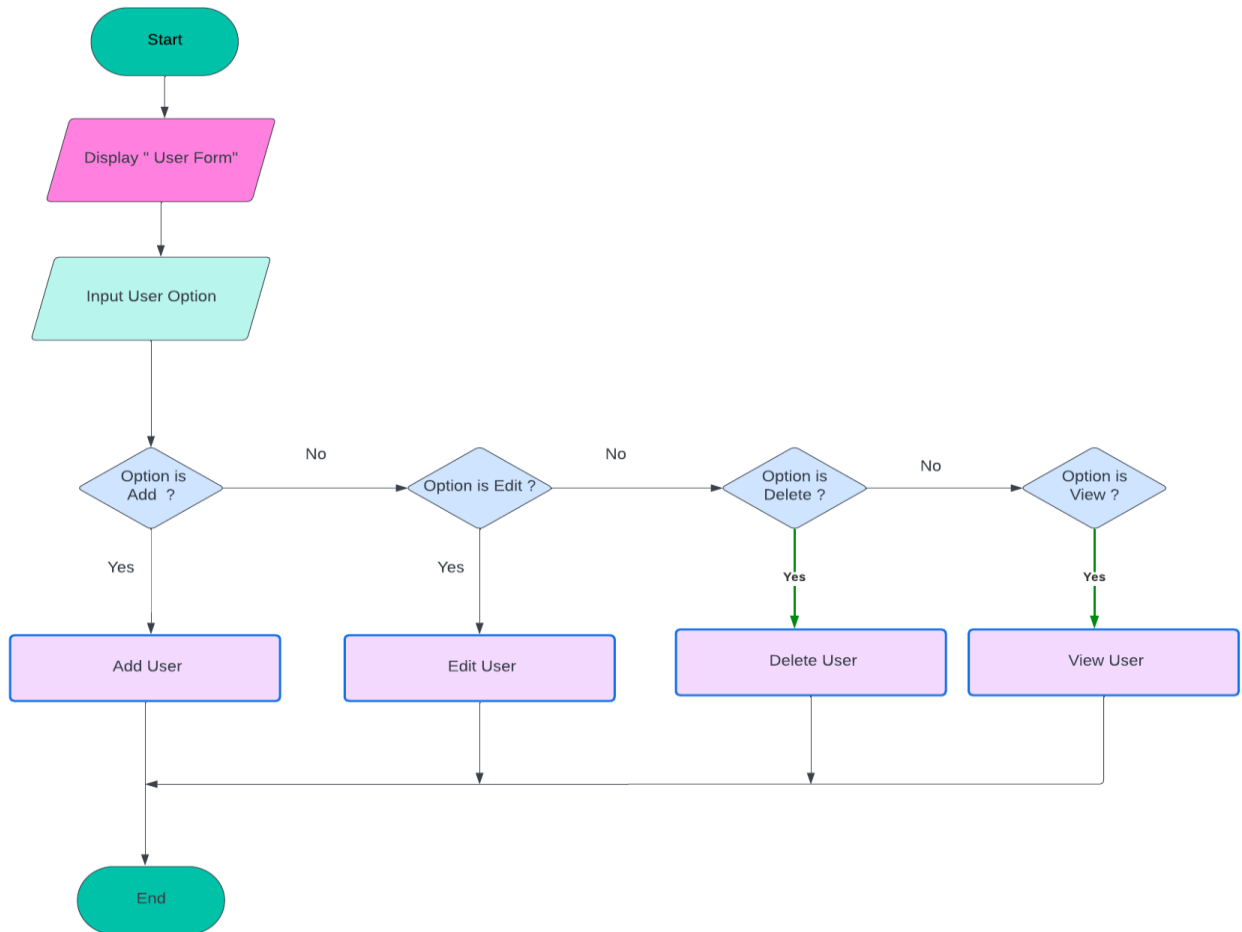 Start
Display " User Form"
Input User Option
Option is
Add  ?
No
Option is Edit ?
No
Option is
Delete ?
No
Option is
View ?
Yes
Yes
Yes
Yes
Add User
Edit User
Delete User
View User
End